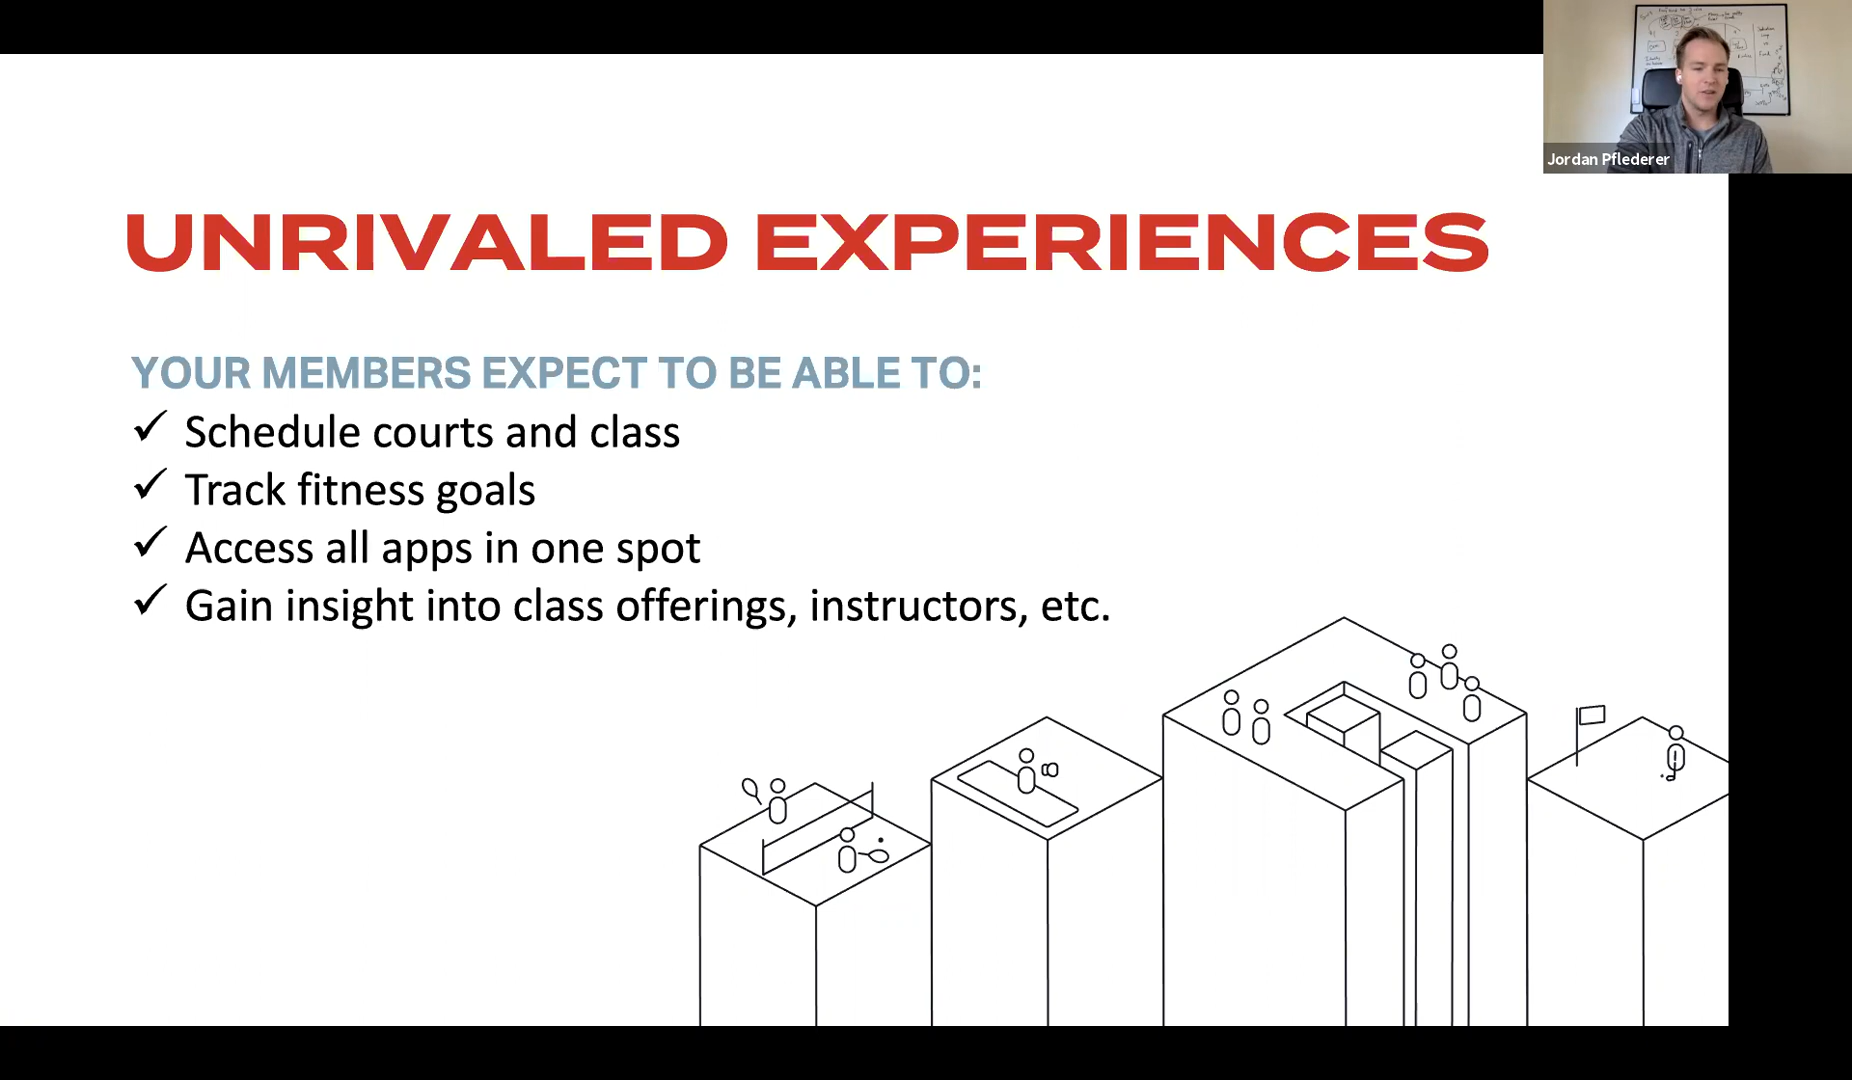 Jordan Pflederer
UNRIVALED EXPERIENCES
YOUR MEMBERS EXPECT TO BE ABLE TO:
✓ Schedule courts and class
✓ Track fitness goals
✓ Access all apps in one spot
✓ Gain insight into class offerings, instructors, etc.